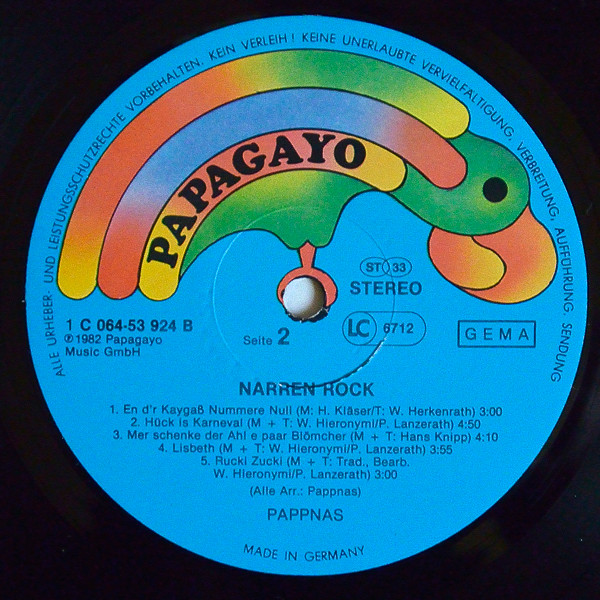 ALLE URHEBER- UND LEISTUNGSSCHUTZRECHTE VORBEHALTEN. KEIN VERLEIH! KEINE UNERLAUBTE VERVIELFÄLTIGUNG, VERBREITUNG, AUFFÜHRUNG, SENDUNG
PAPAGAYO
ST 33
STEREO
1 C 064-53 924 B
℗1982 Papagayo
Music GmbH
Seite 2
LC 6712
GEMA
NARREN ROCK
1. En d'r Kaygaß Nummere Null (M: H. Kläser/T: W. Herkenrath) 3:00
2. Hück is Karneval (M + T: W. Hieronymi/P. Lanzerath) 4:50
3. Mer schenke der Ahl e paar Blömcher (M + T: Hans Knipp) 4:10
4. Lisbeth (M + T: W. Hieronymi/P. Lanzerath) 3:55
5. Rucki Zucki (M + T: Trad., Bearb.
W. Hieronymi/P. Lanzerath) 3:00
(Alle Arr.: Pappnas)
PAPPNAS
MADE IN GERMANY